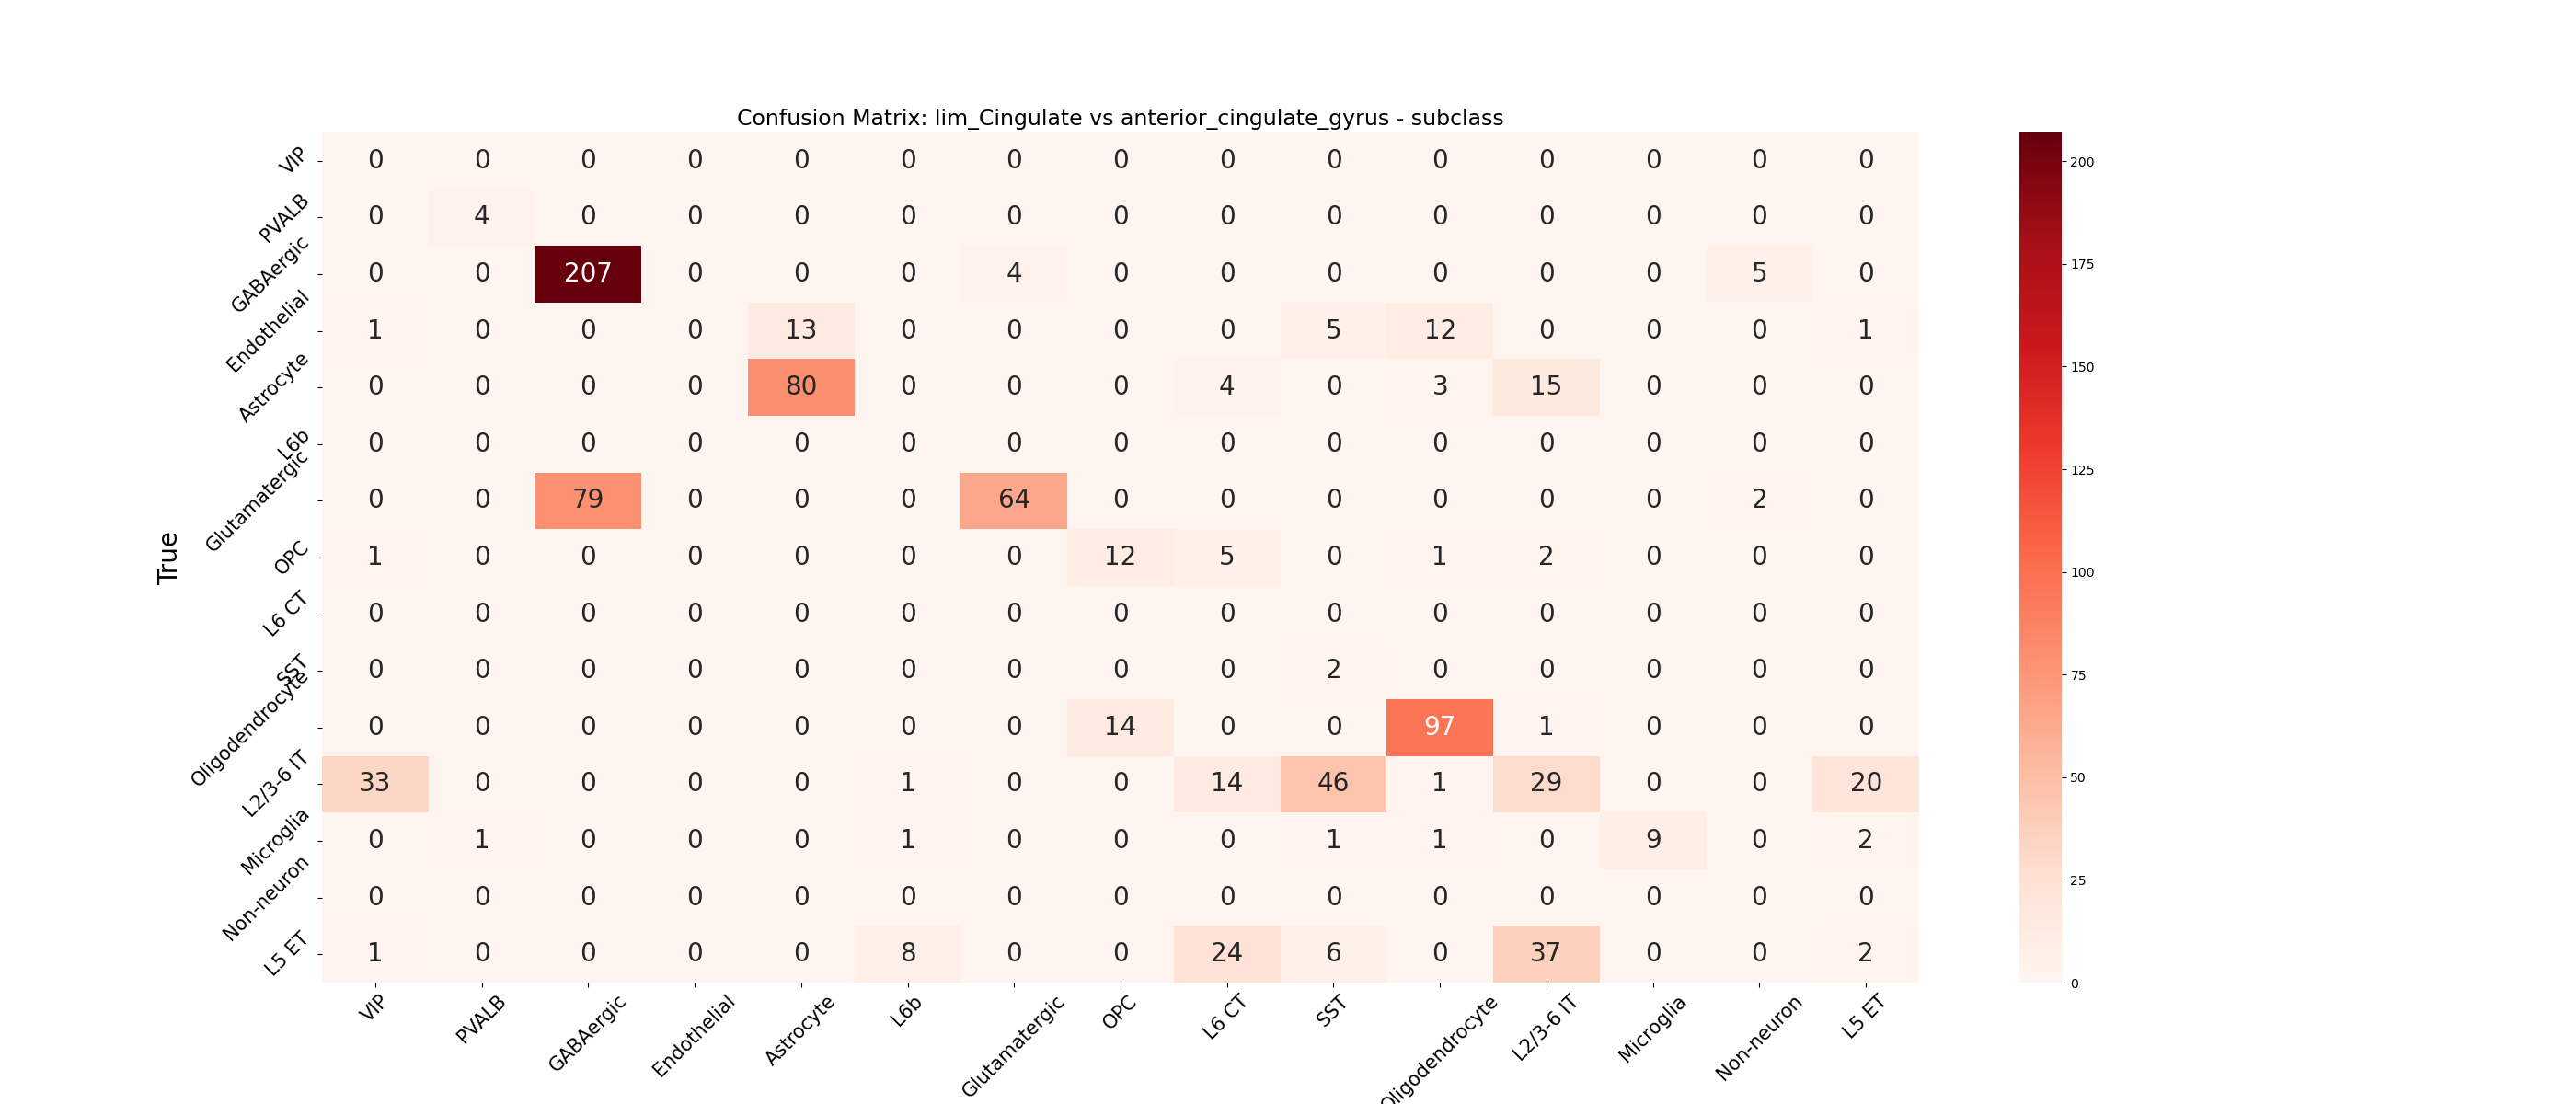 Confusion Matrix: lim_Cingulate vs anterior_cingulate_gyrus - subclass
VIP 0 0 0 0 0 0 0 0 0 0 0 0 0 0 0
PVALB 0 4 0 0 0 0 0 0 0 0 0 0 0 0 0
GABAergic 0 0 207 0 0 0 4 0 0 0 0 0 0 5 0
Endothelial 1 0 0 0 13 0 0 0 0 5 12 0 0 0 1
Astrocyte 0 0 0 0 80 0 0 0 4 0 3 15 0 0 0
L6b 0 0 0 0 0 0 0 0 0 0 0 0 0 0 0
Glutamatergic 0 0 79 0 0 0 64 0 0 0 0 0 0 2 0
OPC 1 0 0 0 0 0 0 12 5 0 1 2 0 0 0
L6 CT 0 0 0 0 0 0 0 0 0 0 0 0 0 0 0
SST 0 0 0 0 0 0 0 0 0 2 0 0 0 0 0
Oligodendrocyte 0 0 0 0 0 0 0 14 0 0 97 1 0 0 0
L2/3-6 IT 33 0 0 0 0 1 0 0 14 46 1 29 0 0 20
Microglia 0 1 0 0 0 1 0 0 0 1 1 0 9 0 2
Non-neuron 0 0 0 0 0 0 0 0 0 0 0 0 0 0 0
L5 ET 1 0 0 0 0 8 0 0 24 6 0 37 0 0 2
True
VIP PVALB GABAergic Endothelial Astrocyte L6b Glutamatergic OPC L6 CT SST Oligodendrocyte L2/3-6 IT Microglia Non-neuron L5 ET
200
175
150
125
100
75
50
25
0